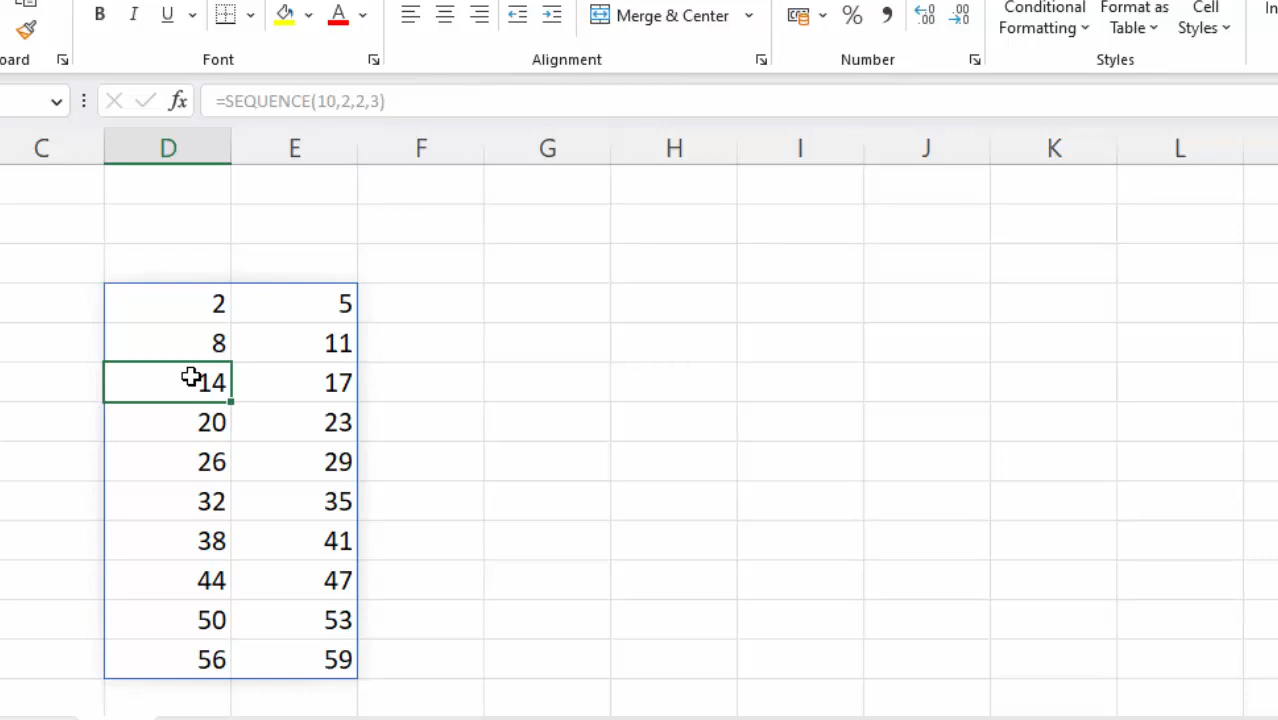 Conditional Format as Cell In
B I U A Merge & Center % Formatting Table Styles
oard Font Alignment Number Styles
fx =SEQUENCE(10,2,2,3)
C D E F G H I J K L
2 5
8 11
14 17
20 23
26 29
32 35
38 41
44 47
50 53
56 59